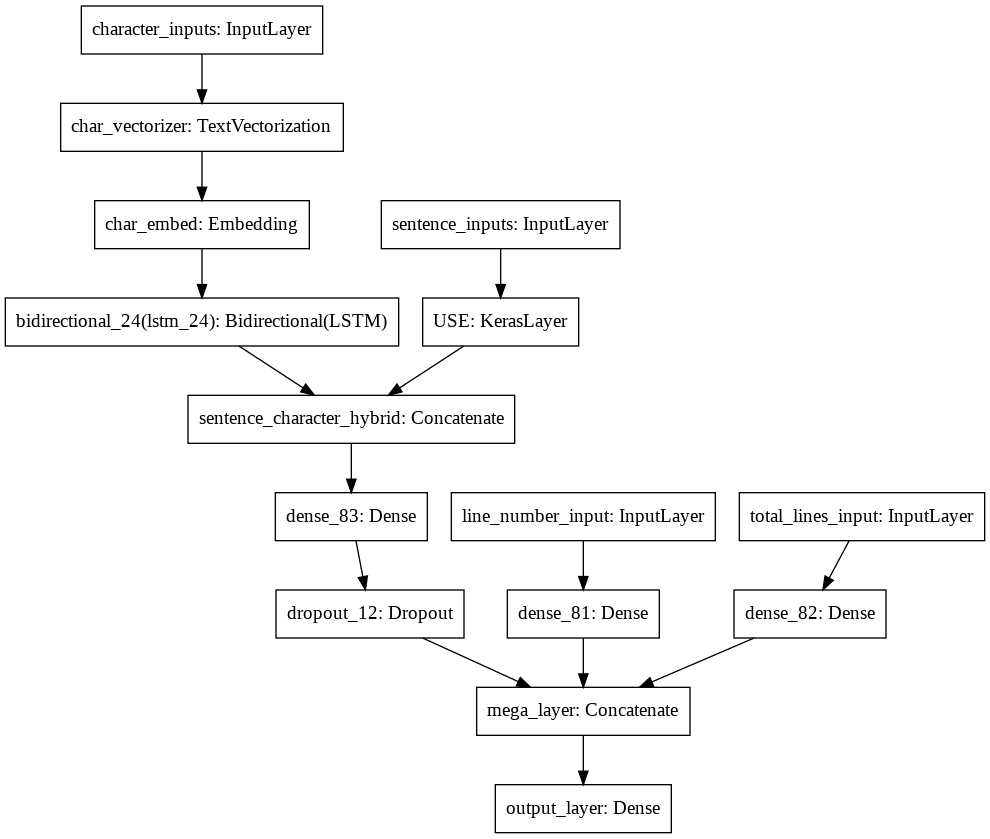 character_inputs: InputLayer
char_vectorizer: TextVectorization
char_embed: Embedding
sentence_inputs: InputLayer
bidirectional_24(lstm_24): Bidirectional(LSTM)
USE: KerasLayer
sentence_character_hybrid: Concatenate
dense_83: Dense
line_number_input: InputLayer
total_lines_input: InputLayer
dropout_12: Dropout
dense_81: Dense
dense_82: Dense
mega_layer: Concatenate
output_layer: Dense